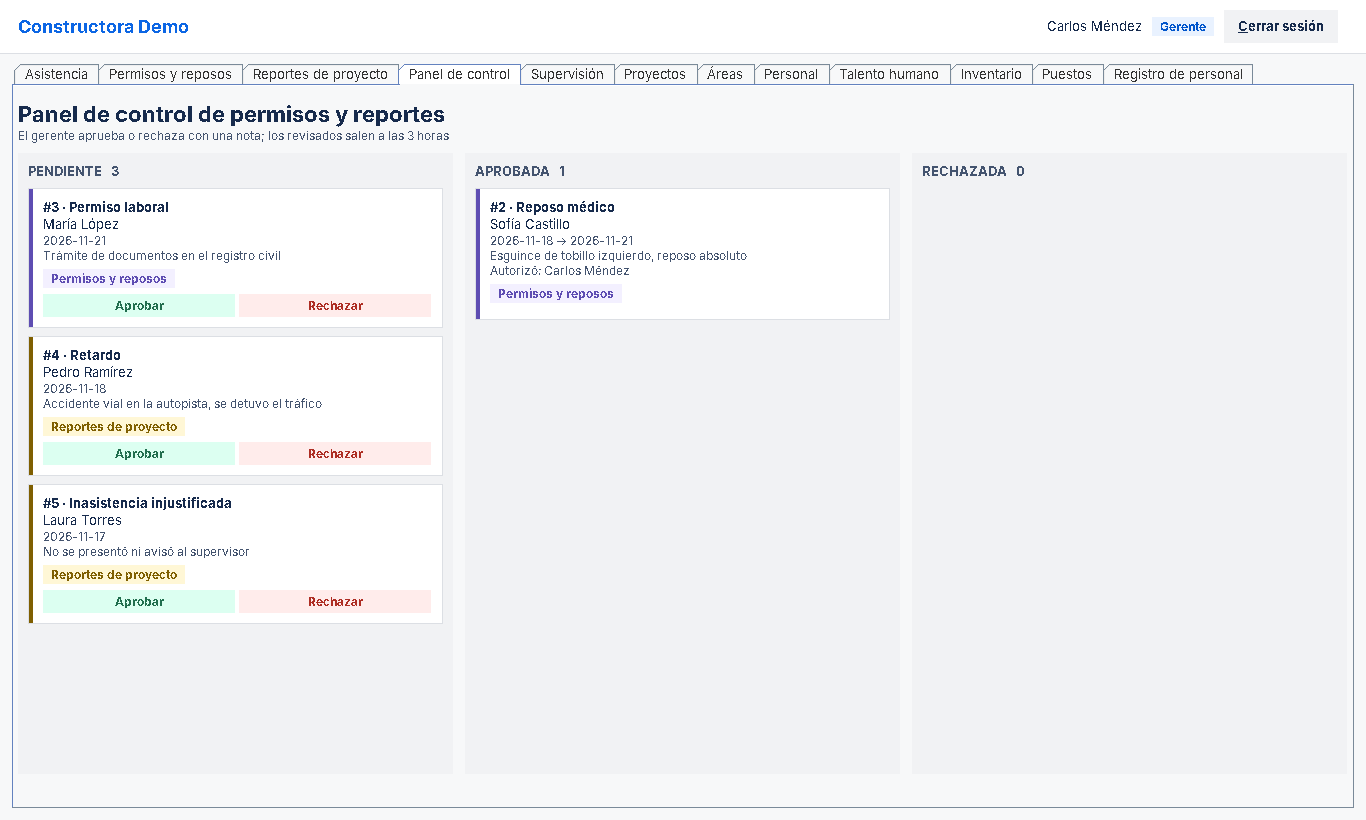 Constructora Demo
Carlos Méndez
Gerente
Cerrar sesión
Asistencia
Permisos y reposos
Reportes de proyecto
Panel de control
Supervisión
Proyectos
Áreas
Personal
Talento humano
Inventario
Puestos
Registro de personal
Panel de control de permisos y reportes
El gerente aprueba o rechaza con una nota; los revisados salen a las 3 horas
PENDIENTE 3
#3 · Permiso laboral
María López
2026-11-21
Trámite de documentos en el registro civil
Permisos y reposos
Aprobar
Rechazar
#4 · Retardo
Pedro Ramírez
2026-11-18
Accidente vial en la autopista, se detuvo el tráfico
Reportes de proyecto
Aprobar
Rechazar
#5 · Inasistencia injustificada
Laura Torres
2026-11-17
No se presentó ni avisó al supervisor
Reportes de proyecto
Aprobar
Rechazar
APROBADA 1
#2 · Reposo médico
Sofía Castillo
2026-11-18 → 2026-11-21
Esguince de tobillo izquierdo, reposo absoluto
Autorizó: Carlos Méndez
Permisos y reposos
RECHAZADA 0